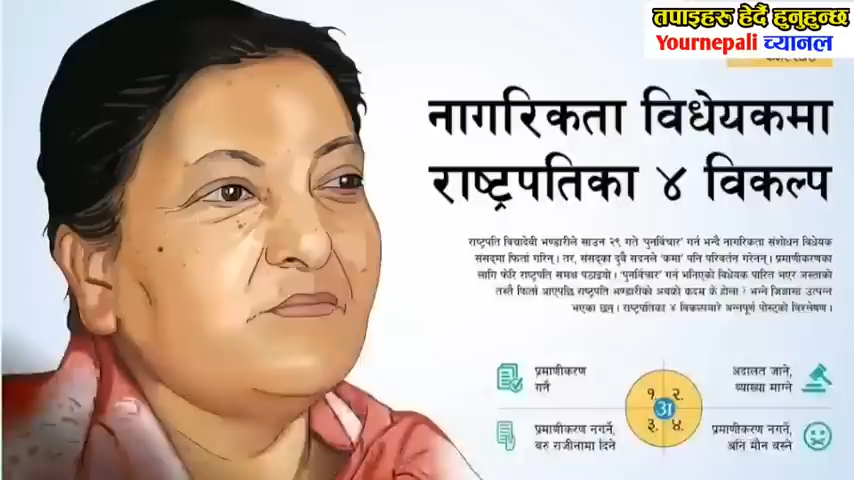 तपाइहरु हेर्दै हुनुहुन्छ
Yournepali च्यानल
नागरिकता विधेयकमा
राष्ट्रपतिका ४ विकल्प
राष्ट्रपति विद्यादेवी भण्डारीले साउन २९ गते 'पुनर्विचार' गर्न भन्दै नागरिकता संशोधन विधेयक
संसद्‌मा फिर्ता गरिन् । तर, संसद्‌का दुवै सदनले 'कमा' पनि परिवर्तन गरेनन् । प्रमाणीकरणका
लागि फेरि राष्ट्रपति समक्ष पठाइयो । 'पुनर्विचार' गर्न भनिएको विधेयक पारित भएर जस्ताको
तस्तै फिर्ता आएपछि राष्ट्रपति भण्डारीको अबको कदम के होला ? भन्ने जिज्ञासा उत्पन्न
भएका छन् । राष्ट्रपतिका ४ विकल्पबारे अन्नपूर्ण पोस्ट्‌को विश्लेषण ।
प्रमाणीकरण
गर्ने
अदालत जाने,
व्याख्या माग्ने
१. २.
अ
३. ४.
प्रमाणीकरण नगर्ने,
बरु राजीनामा दिने
प्रमाणीकरण नगर्ने,
अनि मौन बस्ने